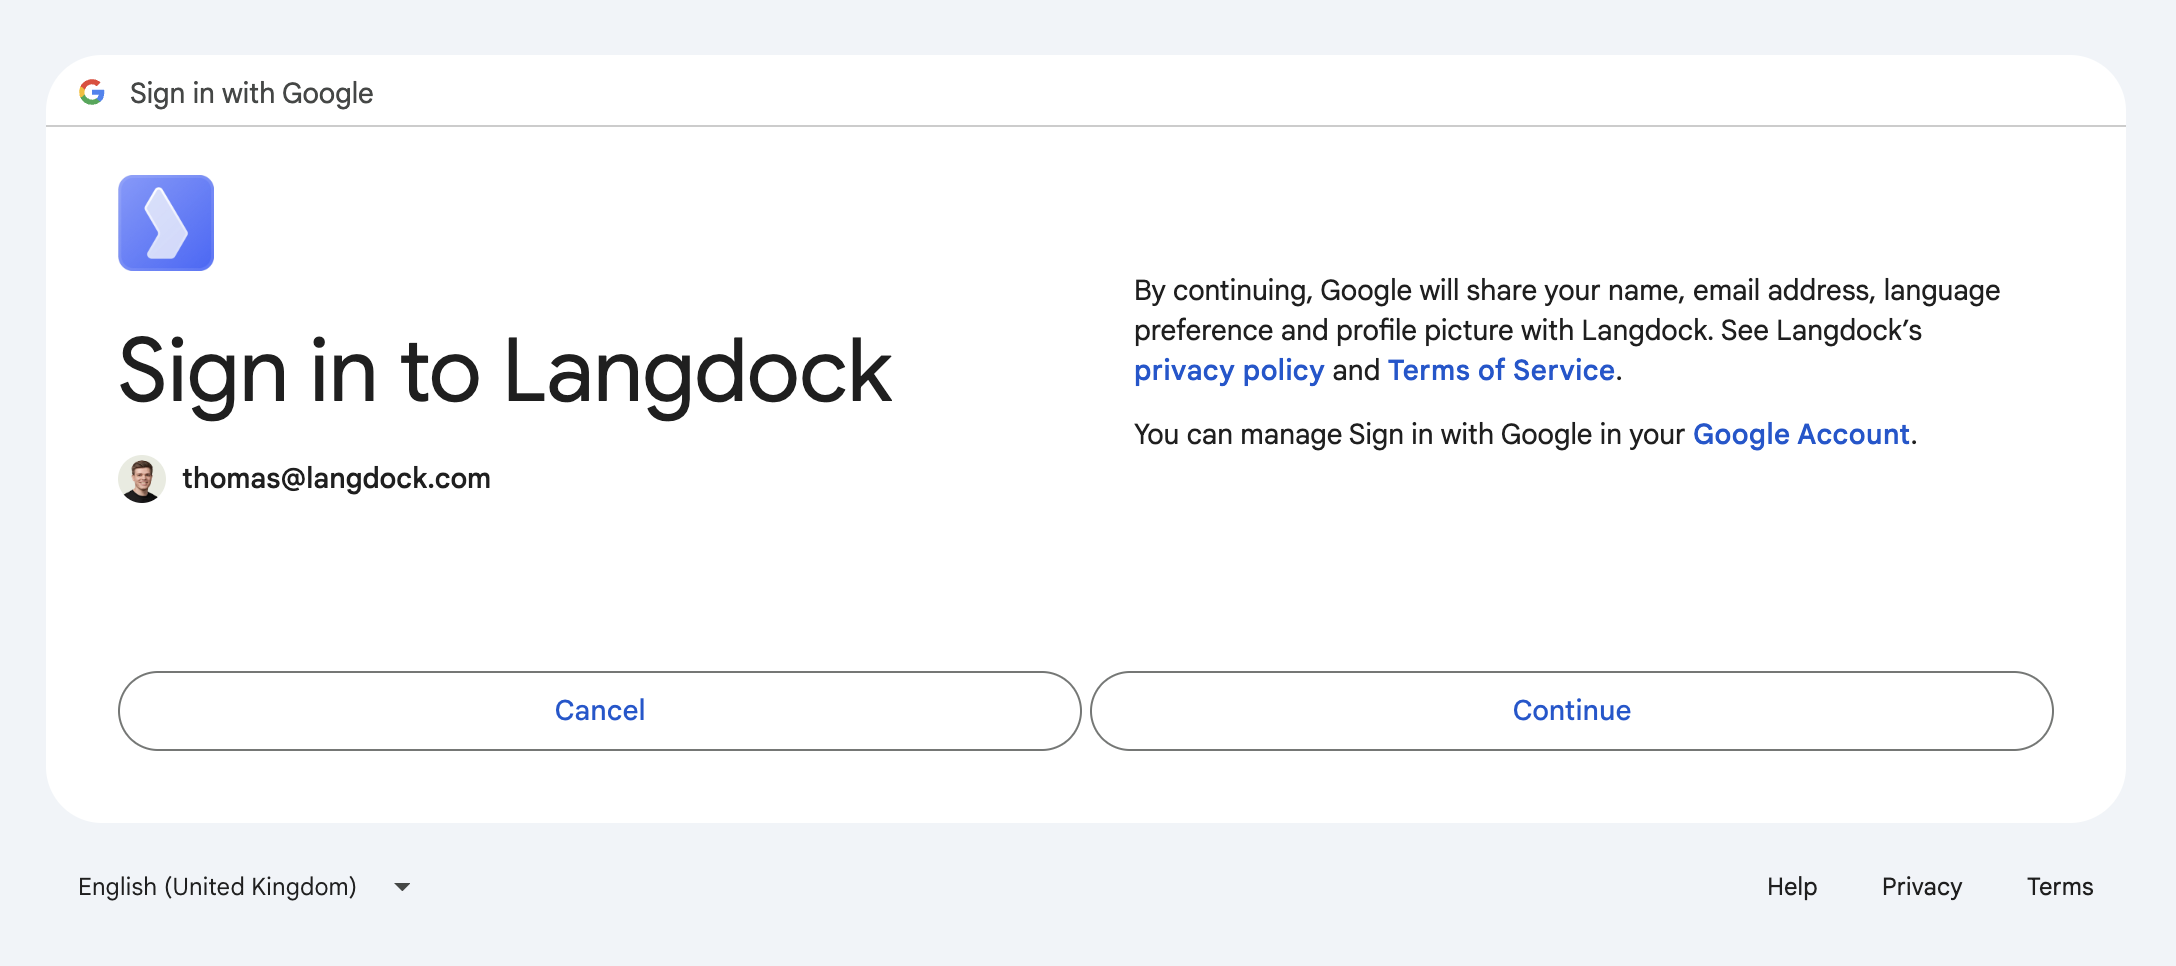 Sign in with Google
Sign in to Langdock
thomas@langdock.com
By continuing, Google will share your name, email address, language
preference and profile picture with Langdock. See Langdock’s
privacy policy and Terms of Service.
You can manage Sign in with Google in your Google Account.
Cancel
Continue
English (United Kingdom)
Help
Privacy
Terms